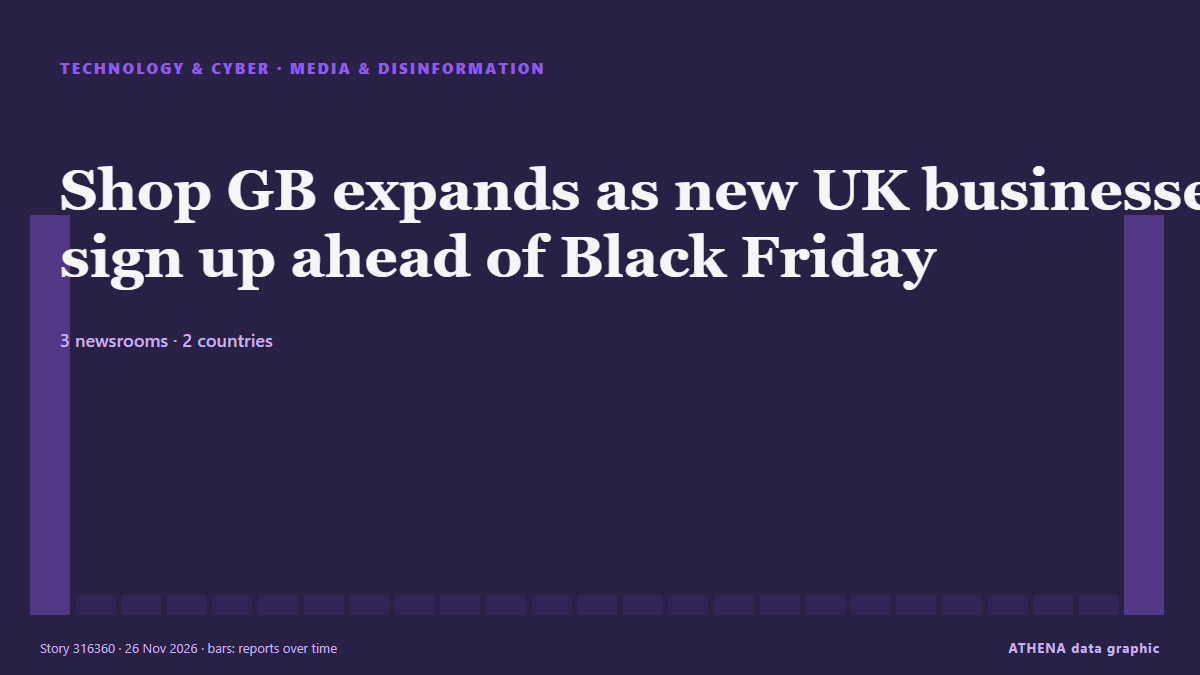 TECHNOLOGY & CYBER · MEDIA & DISINFORMATION
Shop GB expands as new UK businesse
sign up ahead of Black Friday
3 newsrooms · 2 countries
Story 316360 · 26 Nov 2026 · bars: reports over time
ATHENA data graphic